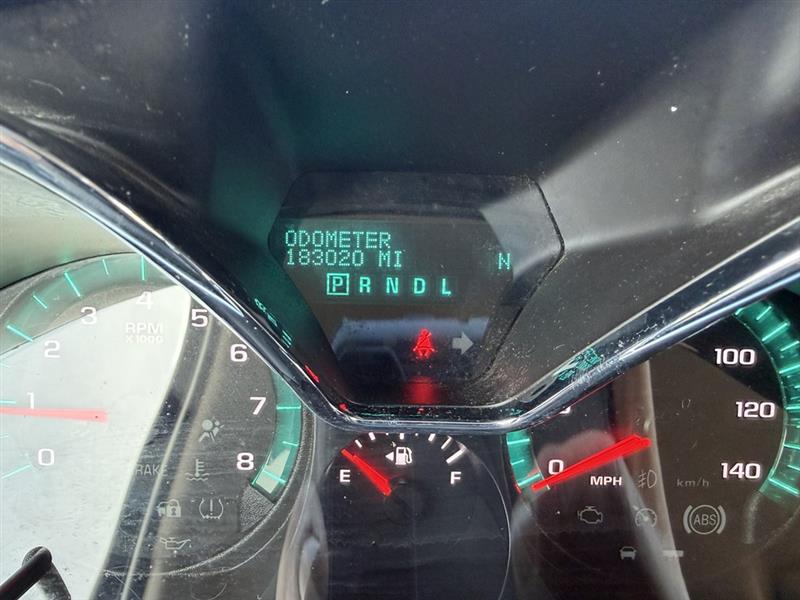 ODOMETER
183020 MI N
P R N D L
0 1 2 3 4 5 6 7 8
RPM
X1000
BRAKE
E F
0 100 120 140
MPH
km/h
ABS